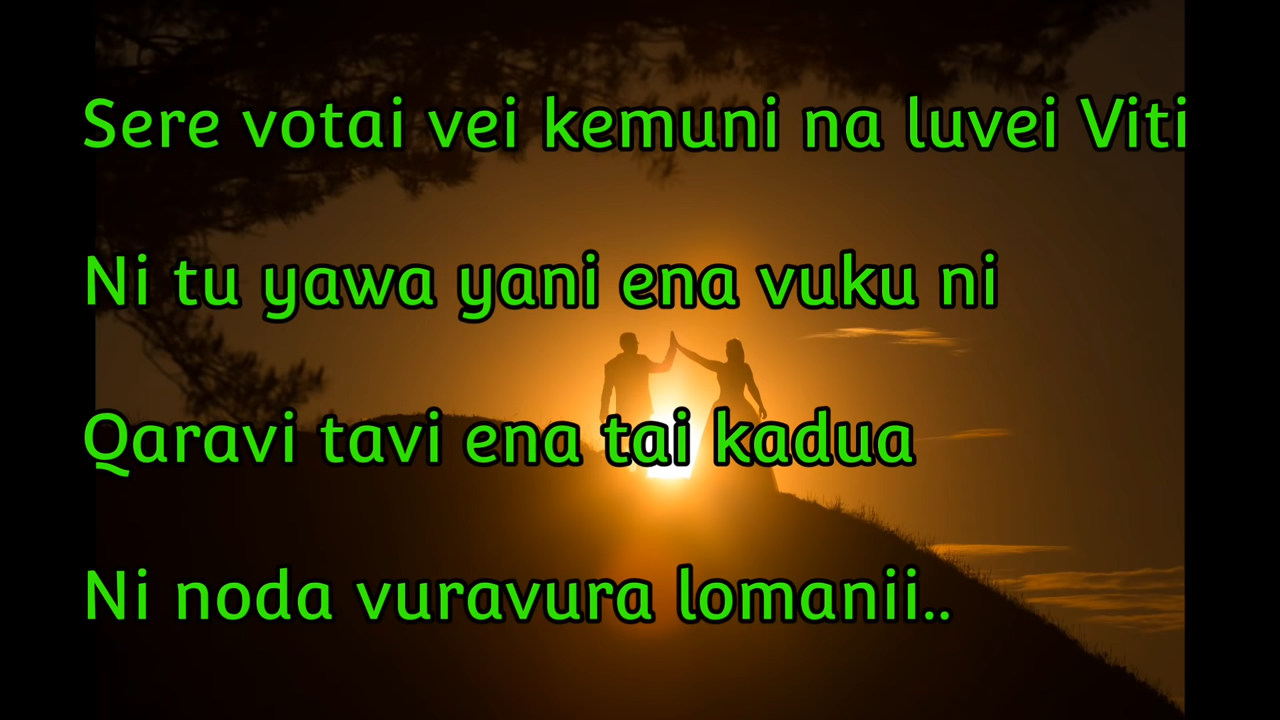 Sere votai vei kemuni na luvei Viti
Ni tu yawa yani ena vuku ni
Qaravi tavi ena tai kadua
Ni noda vuravura lomanii..